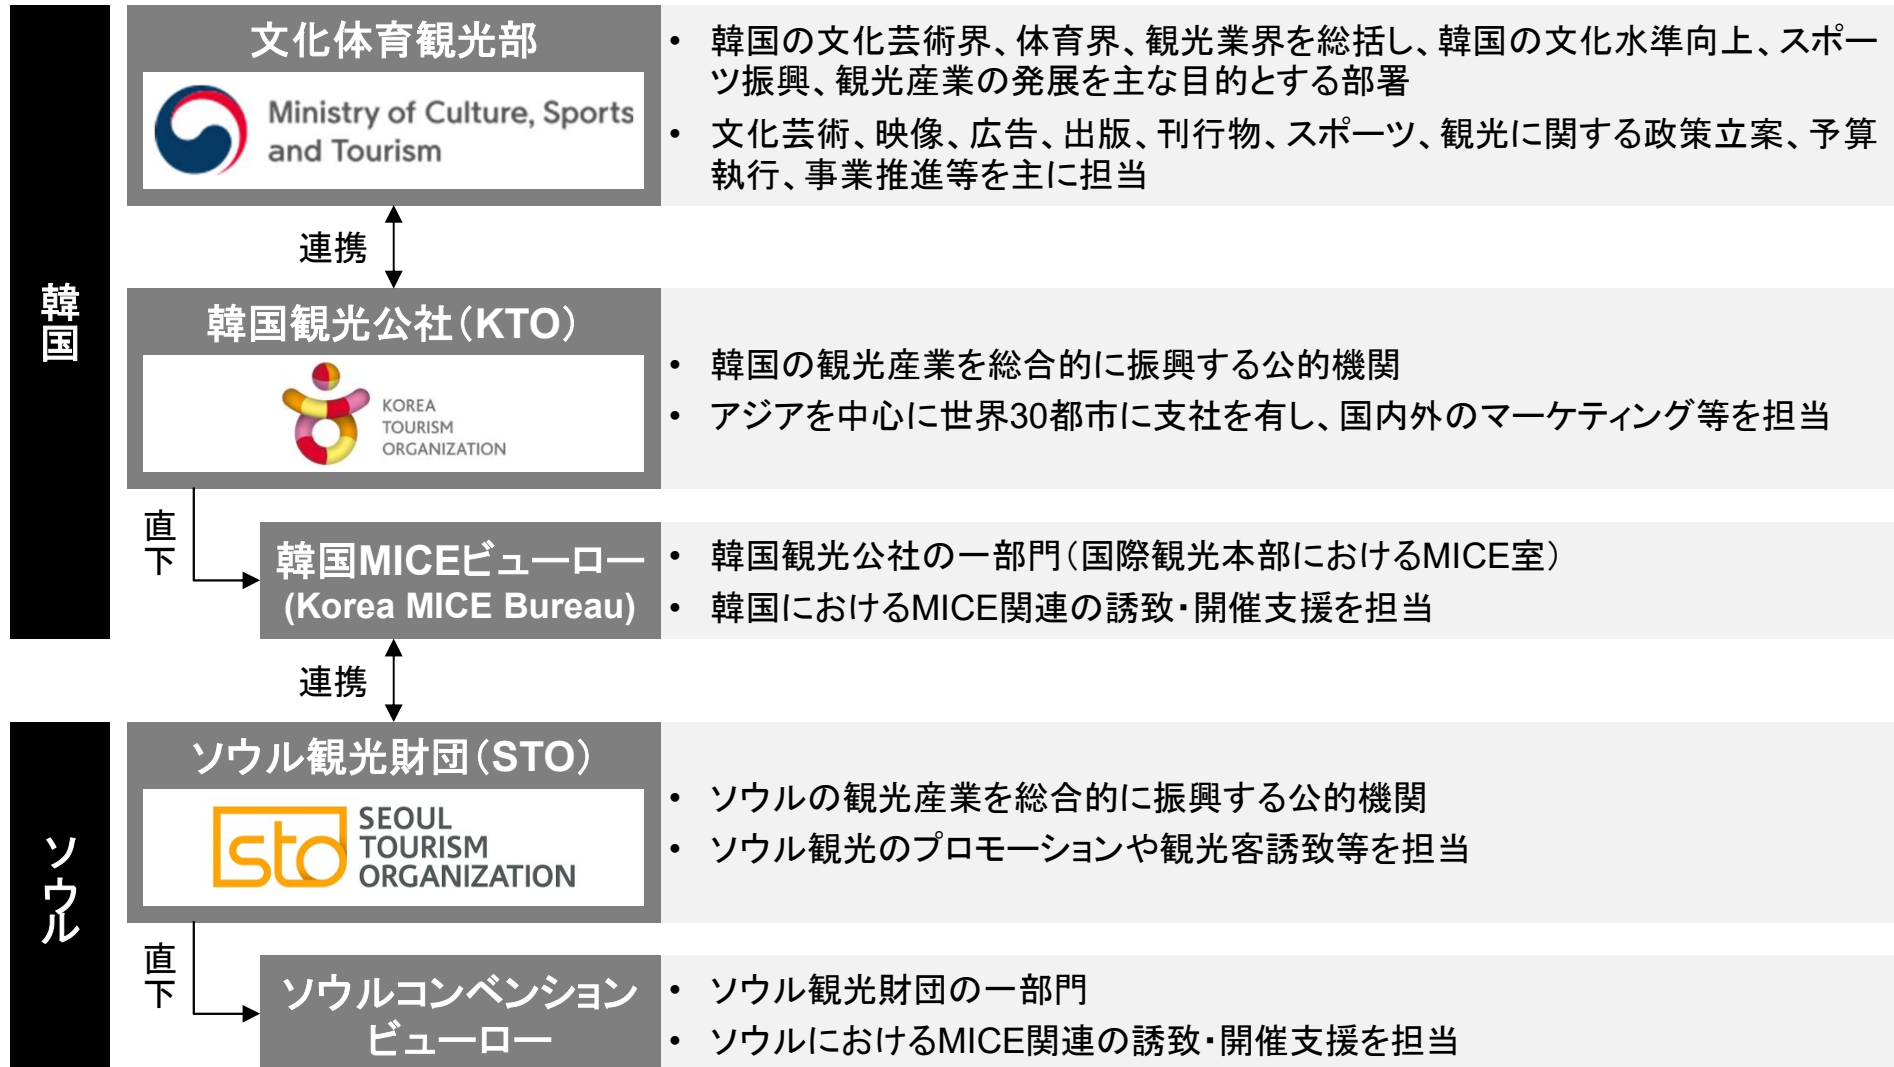 韓国
文化体育観光部
Ministry of Culture, Sports
and Tourism
• 韓国の文化芸術界、体育界、観光業界を総括し、韓国の文化水準向上、スポー
ツ振興、観光産業の発展を主な目的とする部署
• 文化芸術、映像、広告、出版、刊行物、スポーツ、観光に関する政策立案、予算
執行、事業推進等を主に担当
連携
韓国観光公社（KTO）
KOREA
TOURISM
ORGANIZATION
• 韓国の観光産業を総合的に振興する公的機関
• アジアを中心に世界30都市に支社を有し、国内外のマーケティング等を担当
直下
韓国MICEビューロー
(Korea MICE Bureau)
• 韓国観光公社の一部門（国際観光本部におけるMICE室）
• 韓国におけるMICE関連の誘致・開催支援を担当
連携
ソウル
ソウル観光財団（STO）
sto
SEOUL
TOURISM
ORGANIZATION
• ソウルの観光産業を総合的に振興する公的機関
• ソウル観光のプロモーションや観光客誘致等を担当
直下
ソウルコンベンション
ビューロー
• ソウル観光財団の一部門
• ソウルにおけるMICE関連の誘致・開催支援を担当